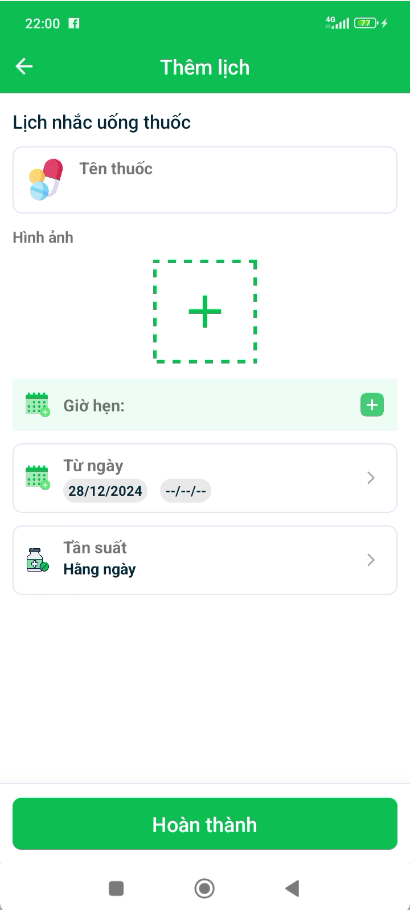 22:00
4G
77
Thêm lịch
Lịch nhắc uống thuốc
Tên thuốc
Hình ảnh
Giờ hẹn:
Từ ngày
28/12/2024 --/--/--
Tần suất
Hằng ngày
Hoàn thành